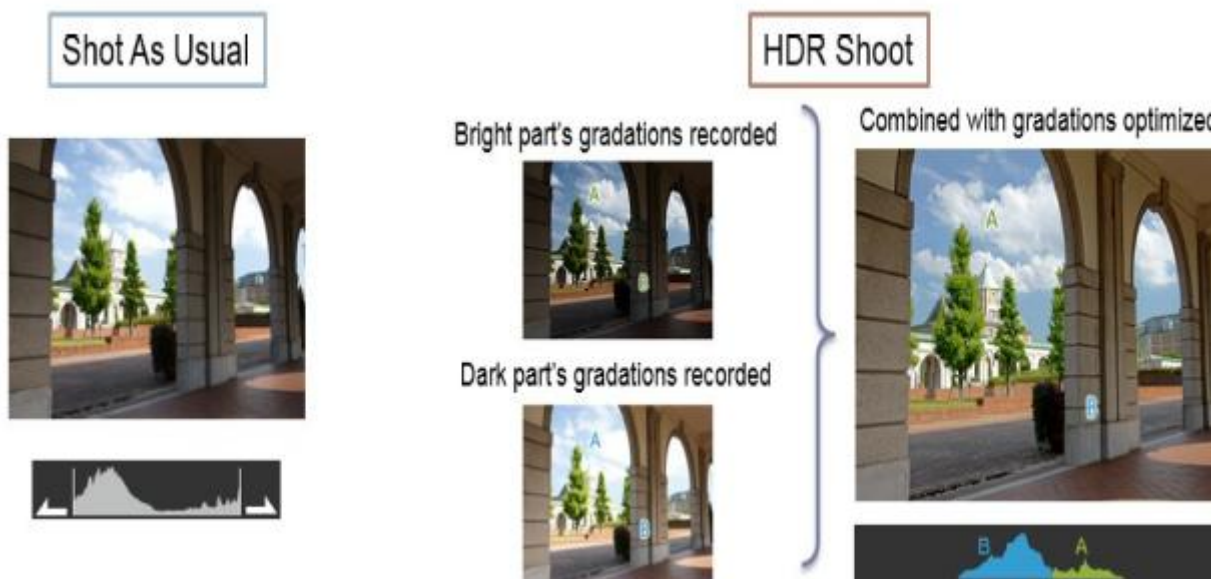 Shot As Usual
HDR Shoot
Bright part's gradations recorded
Combined with gradations optimized
A
B
A
B
Dark part's gradations recorded
A
B
B
A